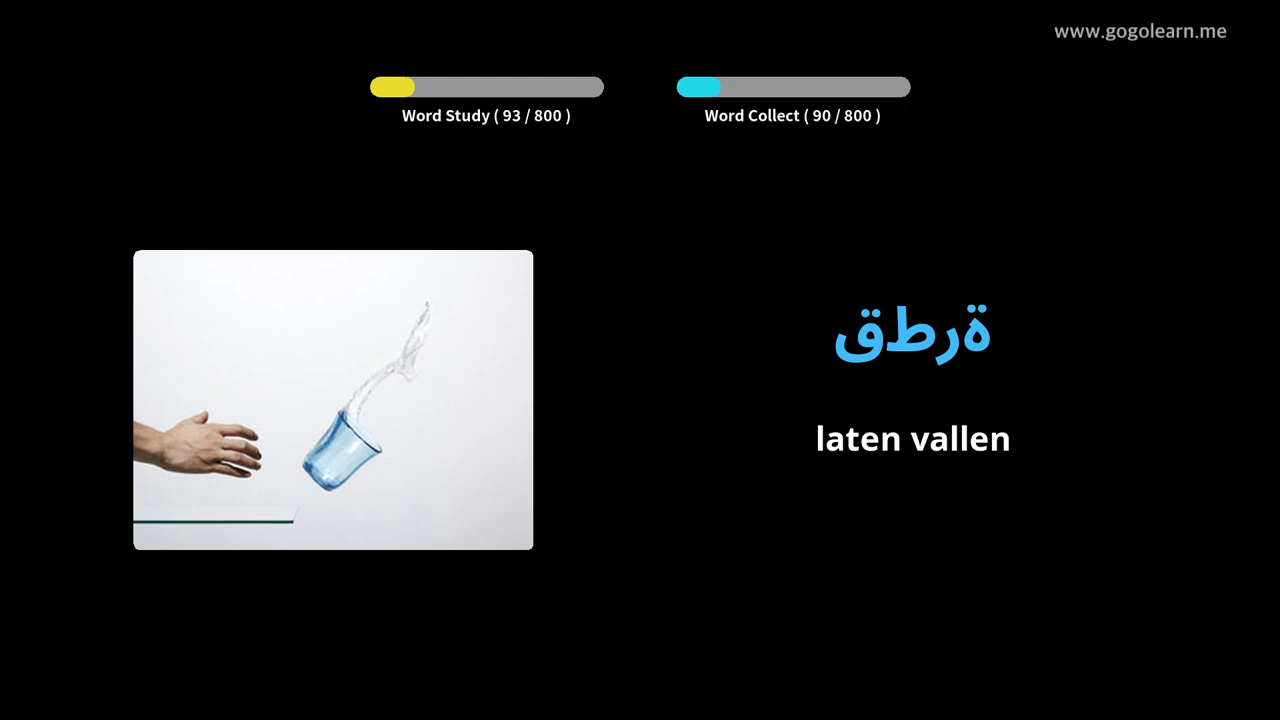 www.gogolearn.me
Word Study ( 93 / 800 )
Word Collect ( 90 / 800 )
ةرطق
laten vallen